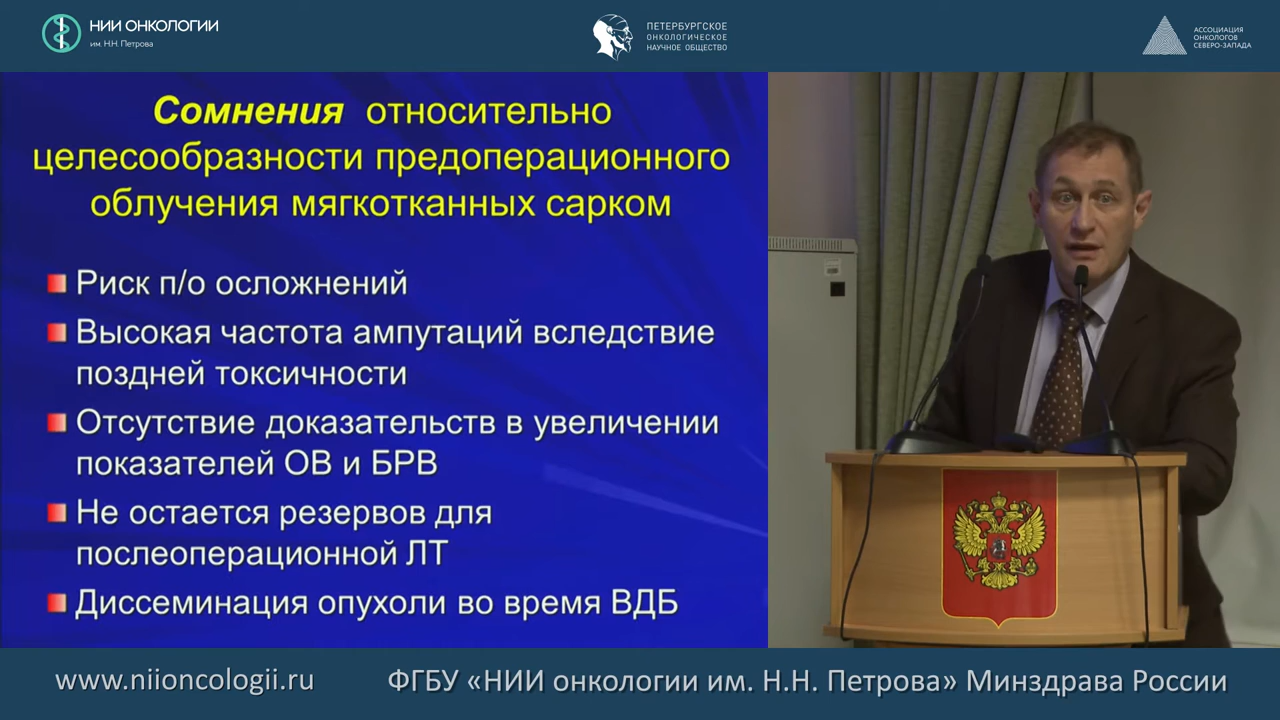 НИИ ОНКОЛОГИИ
им. Н.Н. Петрова
ПЕТЕРБУРГСКОЕ
ОНКОЛОГИЧЕСКОЕ
НАУЧНОЕ ОБЩЕСТВО
АССОЦИАЦИЯ
ОНКОЛОГОВ
СЕВЕРО-ЗАПАДА
Сомнения относительно
целесообразности предоперационного
облучения мягкотканных сарком
Риск п/о осложнений
Высокая частота ампутаций вследствие
поздней токсичности
Отсутствие доказательств в увеличении
показателей ОВ и БРВ
Не остается резервов для
послеоперационной ЛТ
Диссеминация опухоли во время ВДБ
www.niioncologii.ru
ФГБУ «НИИ онкологии им. Н.Н. Петрова» Минздрава России